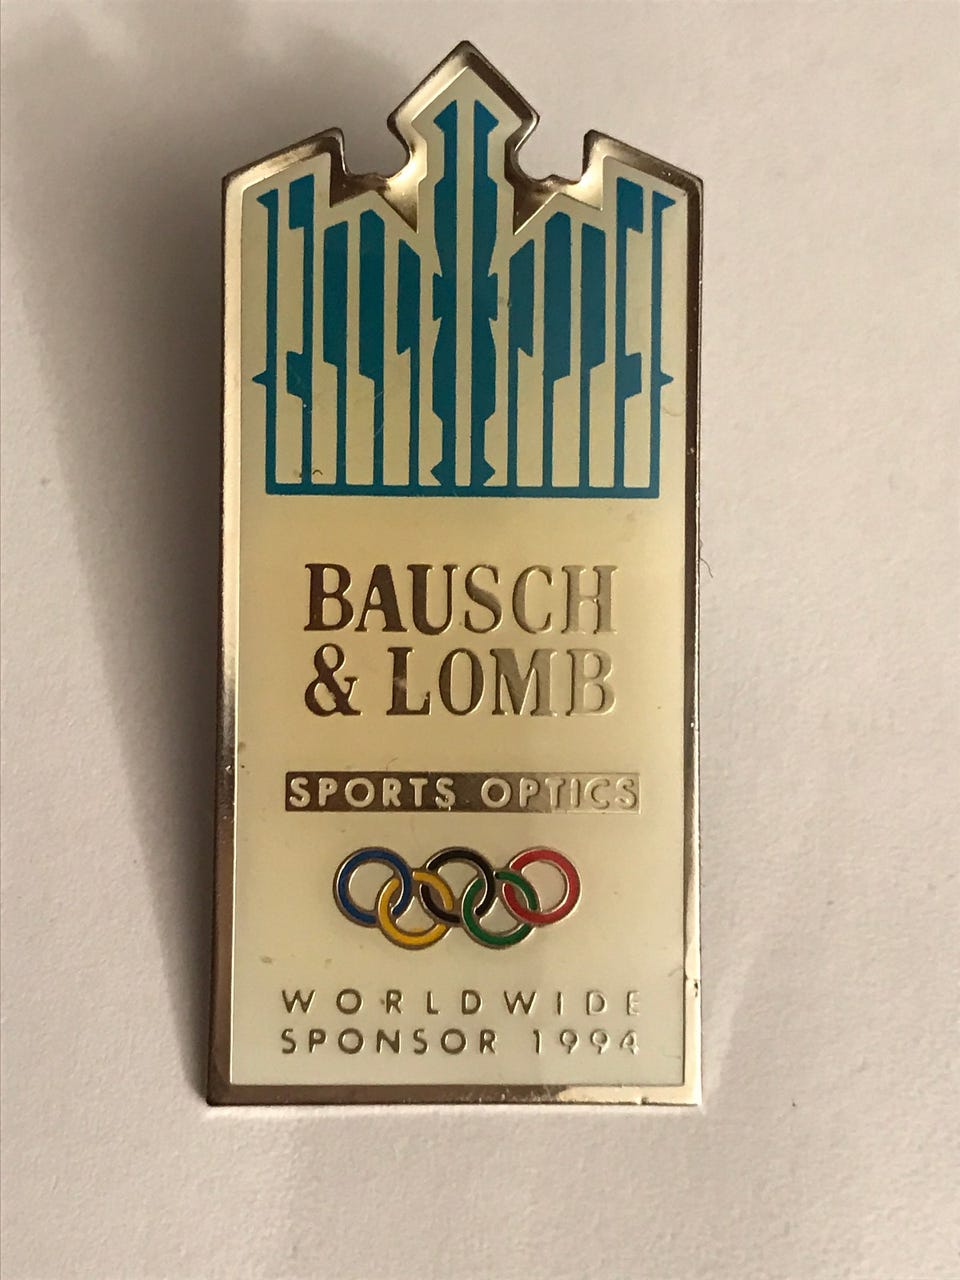 BAUSCH
& LOMB
SPORTS OPTICS
WORLDWIDE
SPONSOR 1994